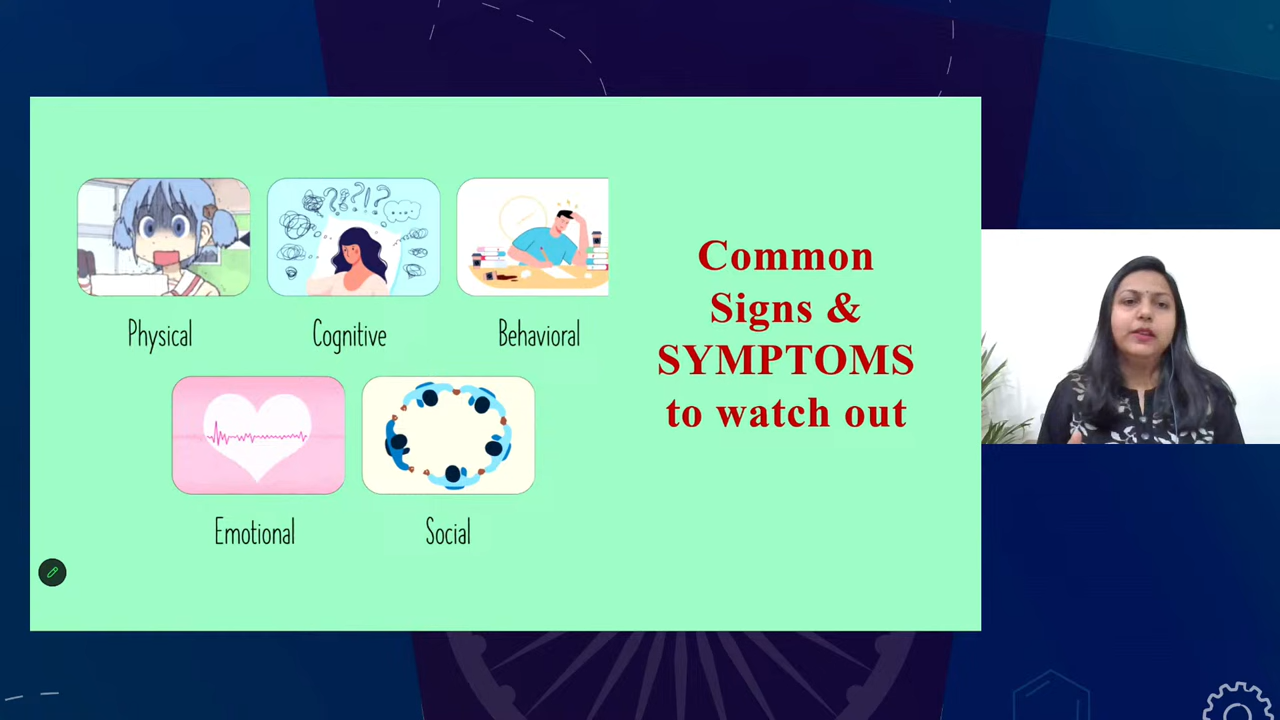 Physical
Cognitive
Behavioral
Emotional
Social
Common
Signs &
SYMPTOMS
to watch out